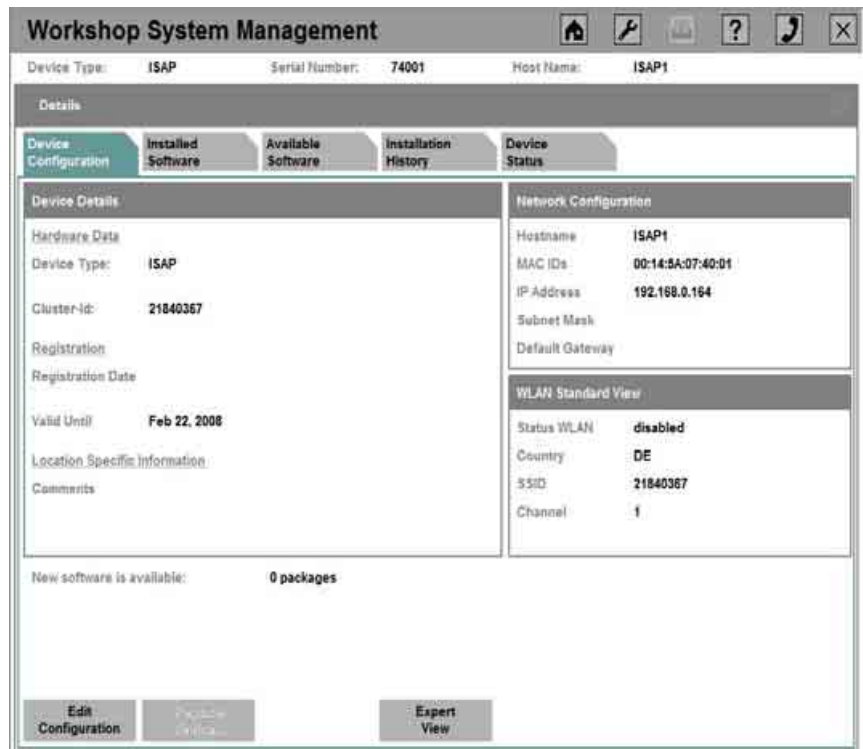 Workshop System Management
?
Device Type: ISAP Serial Number: 74001 Host Name: ISAP1
Details
Device Configuration
Installed Software
Available Software
Installation History
Device Status
Device Details
Hardware Data
Device Type: ISAP
Cluster-Id: 21840367
Registration
Registration Date
Valid Until Feb 22, 2008
Location Specific Information
Comments
Network Configuration
Hostname ISAP1
MAC IDs 00:14:5A:07:40:01
IP Address 192.168.0.164
Subnet Mask
Default Gateway
WLAN Standard View
Status WLAN disabled
Country DE
SSID 21840367
Channel 1
New software is available: 0 packages
Edit Configuration
Expert View